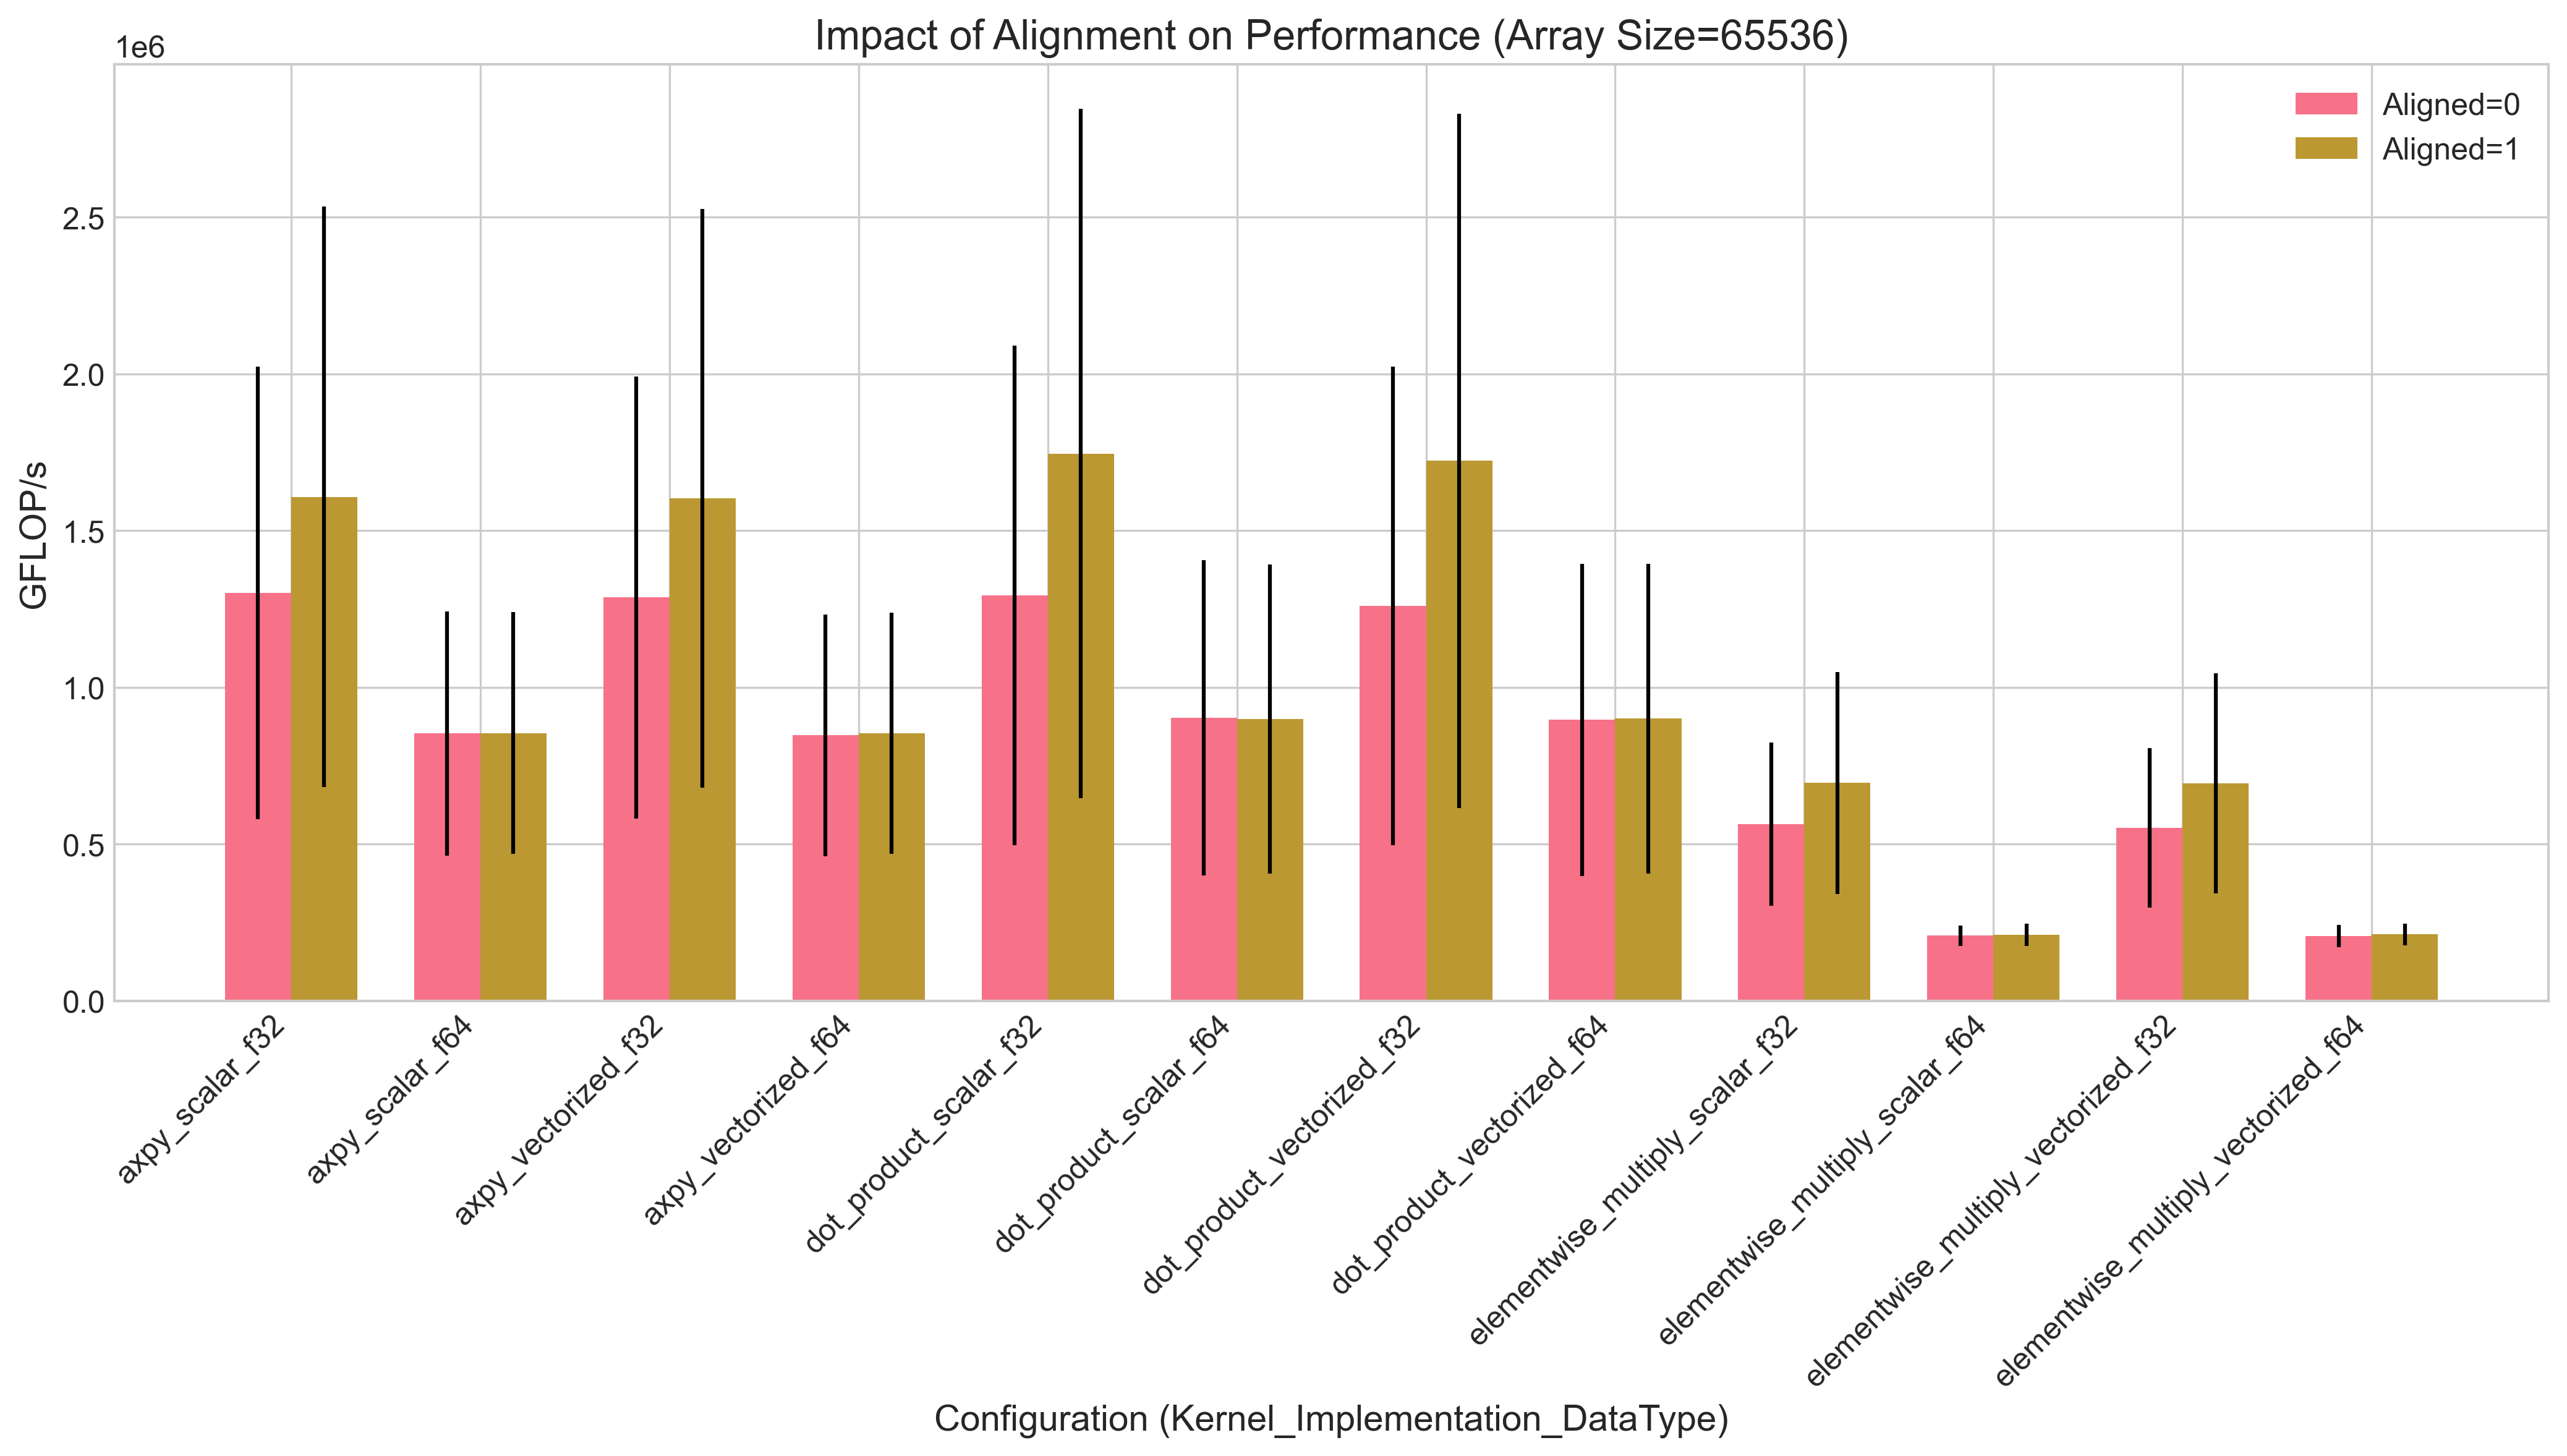 Impact of Alignment on Performance (Array Size=65536)
1e6
Aligned=0
Aligned=1
2.5
2.0
1.5
1.0
0.5
0.0
GFLOP/s
axpy_scalar_f32
axpy_scalar_f64
axpy_vectorized_f32
axpy_vectorized_f64
dot_product_scalar_f32
dot_product_scalar_f64
dot_product_vectorized_f32
dot_product_vectorized_f64
elementwise_multiply_scalar_f32
elementwise_multiply_scalar_f64
elementwise_multiply_vectorized_f32
elementwise_multiply_vectorized_f64
Configuration (Kernel_Implementation_DataType)